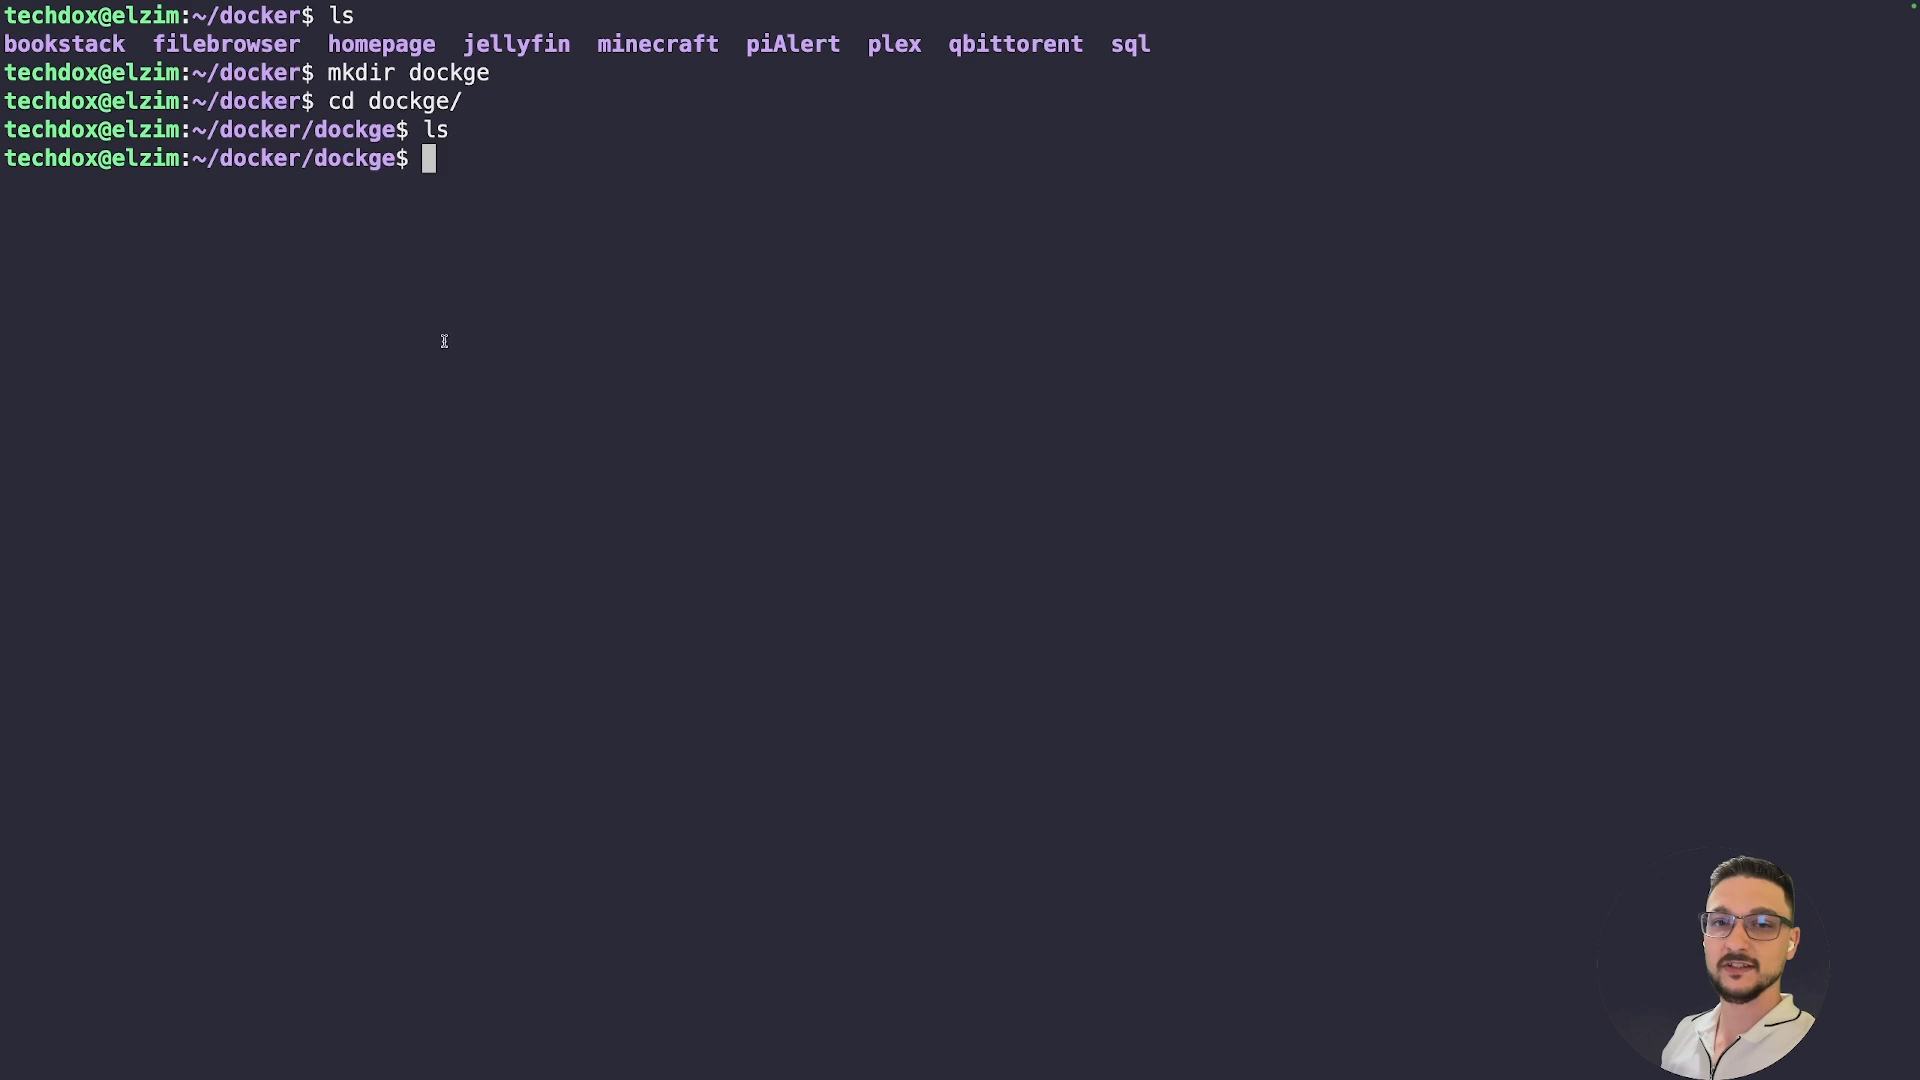 techdox@elzim:~/docker$ ls
bookstack  filebrowser  homepage  jellyfin  minecraft  piAlert  plex  qbittorent  sql
techdox@elzim:~/docker$ mkdir dockge
techdox@elzim:~/docker$ cd dockge/
techdox@elzim:~/docker/dockge$ ls
techdox@elzim:~/docker/dockge$